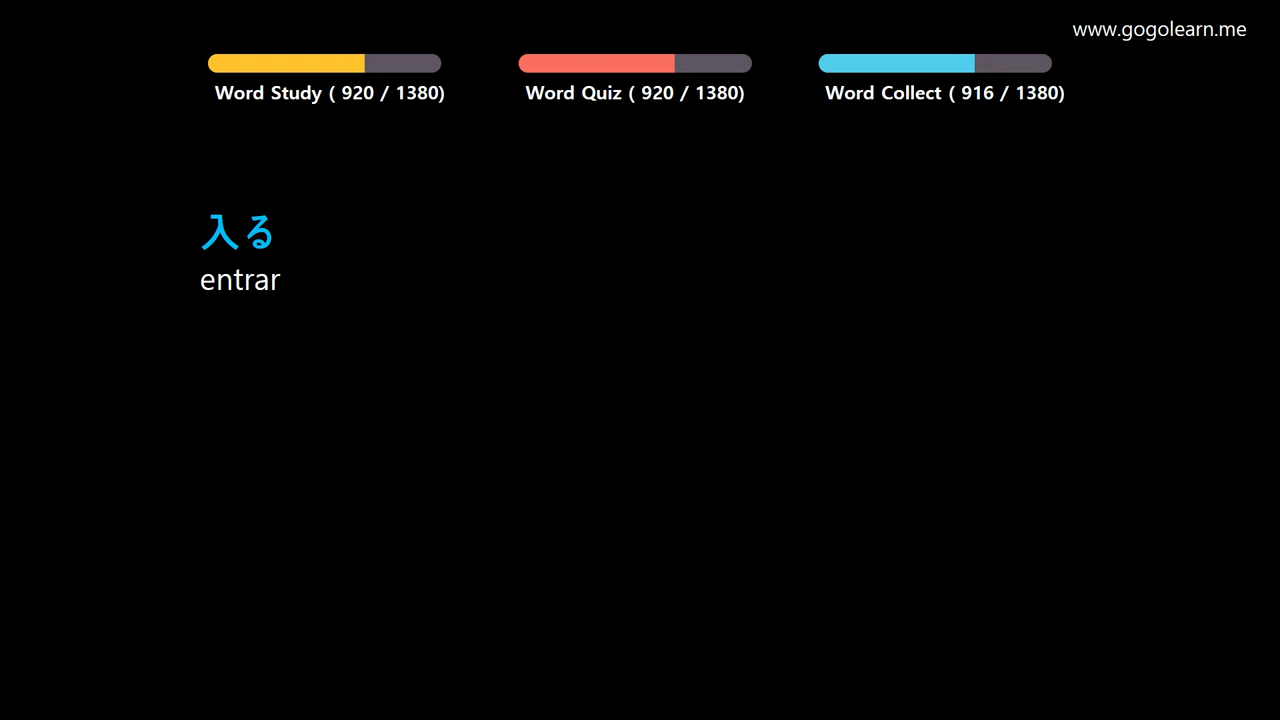 www.gogolearn.me
Word Study ( 920 / 1380)
Word Quiz ( 920 / 1380)
Word Collect ( 916 / 1380)
入る
entrar